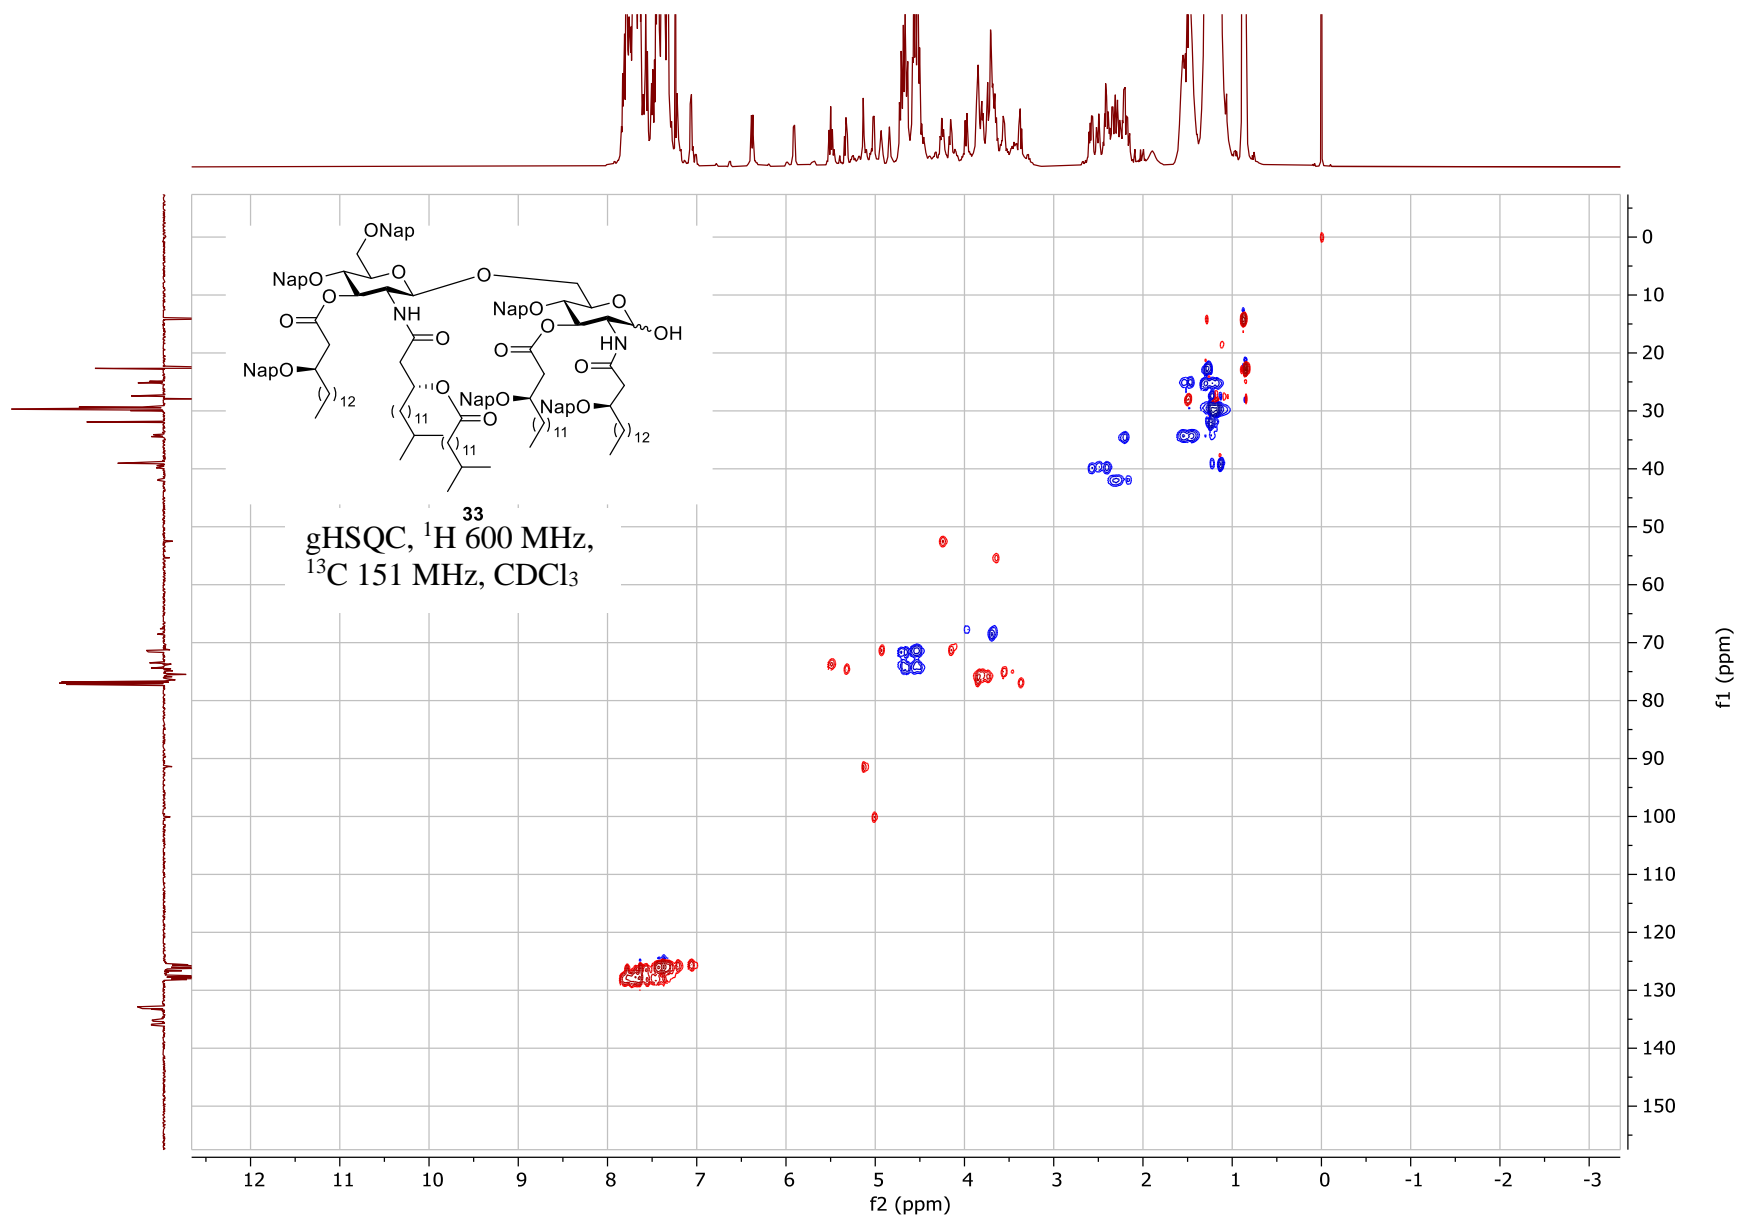 ONap
NapO
O
O
O
O
HN
O
NapO
12
O
11
O
O
11
NapO
O
O
O
HN
OH
O
NapO
NapO
11
12
33
gHSQC, ¹H 600 MHz,
¹³C 151 MHz, CDCl₃
0
10
20
30
40
50
60
70
80
90
100
110
120
130
140
150
f1 (ppm)
12 11 10 9 8 7 6 5 4 3 2 1 0 -1 -2 -3
f2 (ppm)